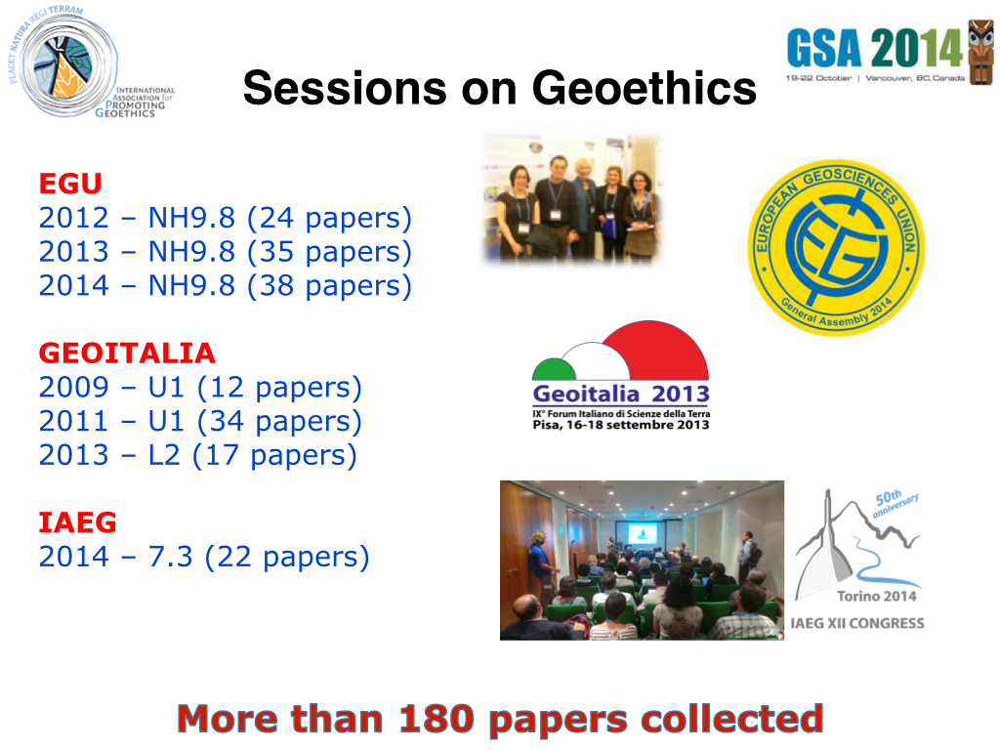 PLACET NATURA REGI TERRAM
INTERNATIONAL
ASSOCIATION for
PROMOTING
GEOETHICS
GSA 2014
19-22 October | Vancouver, BC, Canada
Sessions on Geoethics
EGU
2012 – NH9.8 (24 papers)
2013 – NH9.8 (35 papers)
2014 – NH9.8 (38 papers)
EUROPEAN GEOSCIENCES UNION
EGU
General Assembly 2014
GEOITALIA
2009 – U1 (12 papers)
2011 – U1 (34 papers)
2013 – L2 (17 papers)
Geoitalia 2013
IX° Forum Italiano di Scienze della Terra
Pisa, 16-18 settembre 2013
IAEG
2014 – 7.3 (22 papers)
50th
anniversary
Torino 2014
IAEG XII CONGRESS
More than 180 papers collected